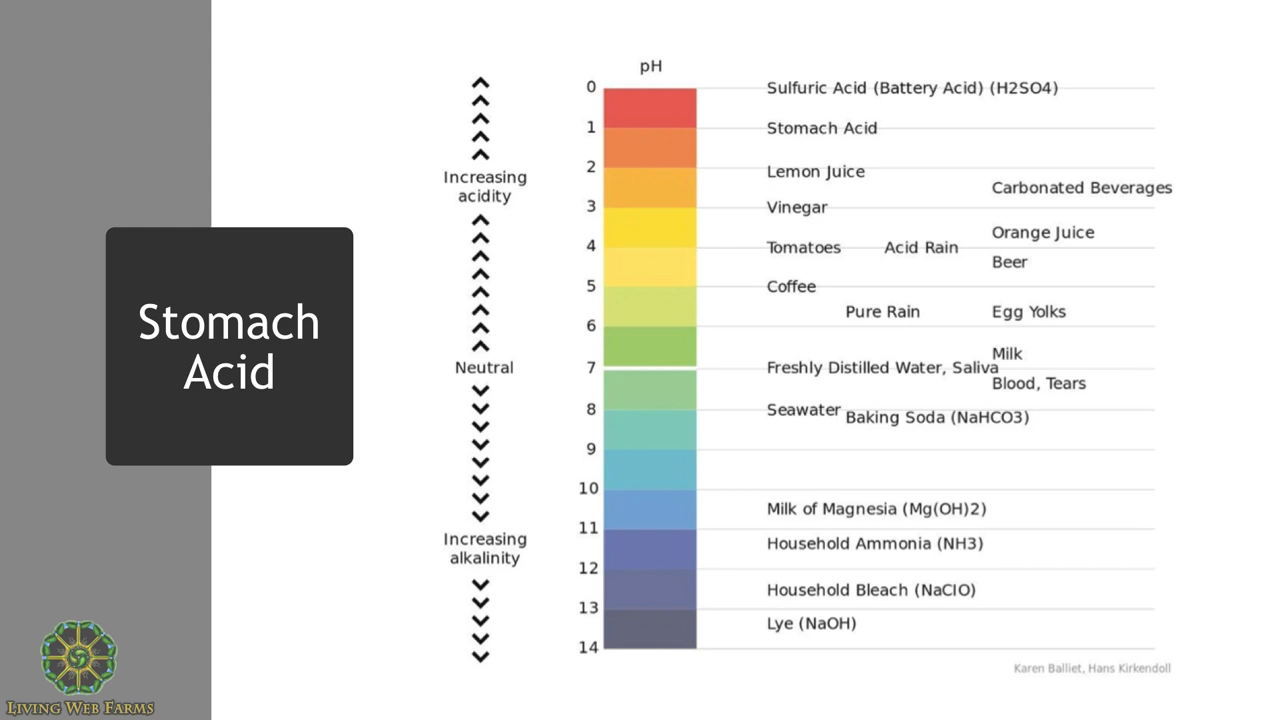 Stomach
Acid
pH
0
Sulfuric Acid (Battery Acid) (H2SO4)
1
Stomach Acid
Increasing
acidity
2
Lemon Juice
Carbonated Beverages
3
Vinegar
Orange Juice
4
Tomatoes
Acid Rain
Beer
5
Coffee
Pure Rain
Egg Yolks
6
Milk
Neutral
7
Freshly Distilled Water, Saliva
Blood, Tears
8
Seawater
Baking Soda (NaHCO3)
9
10
Milk of Magnesia (Mg(OH)2)
11
Increasing
alkalinity
Household Ammonia (NH3)
12
Household Bleach (NaClO)
13
Lye (NaOH)
14
Karen Balliet, Hans Kirkendoll
LIVING WEB FARMS